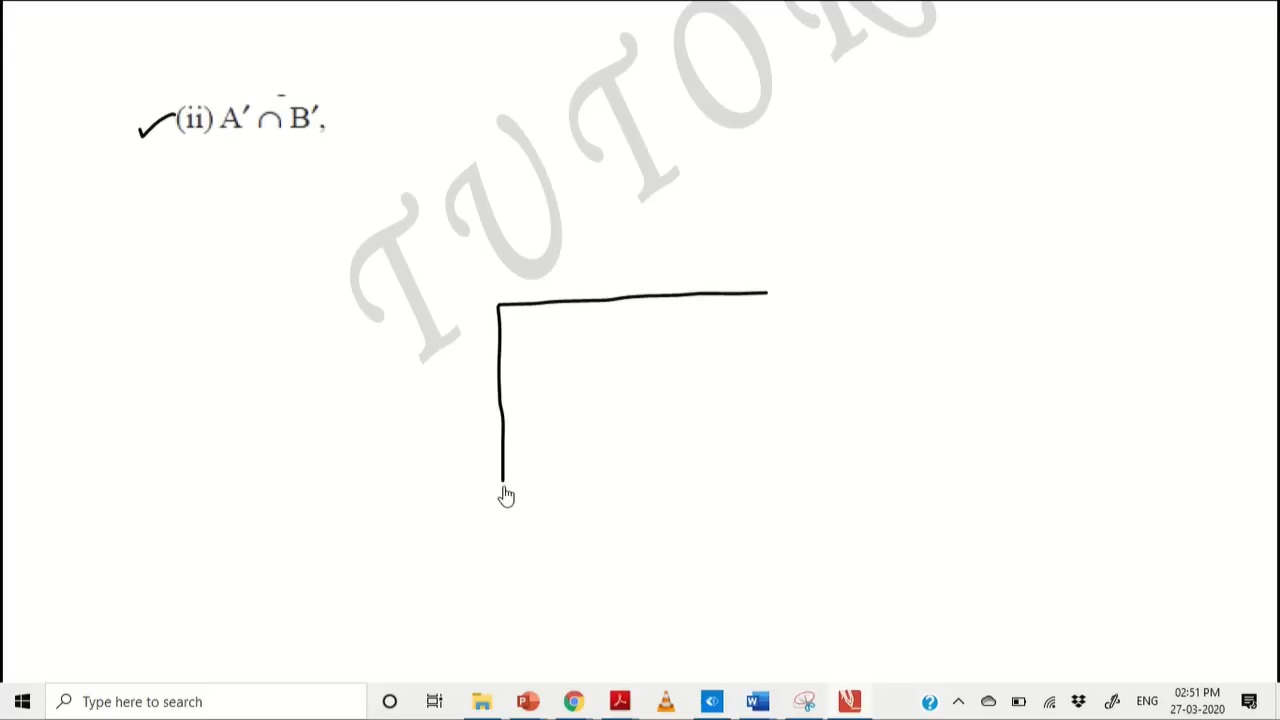 TUTOR
(ii) A′ ∩ B′,
Type here to search
ENG
02:51 PM
27-03-2020